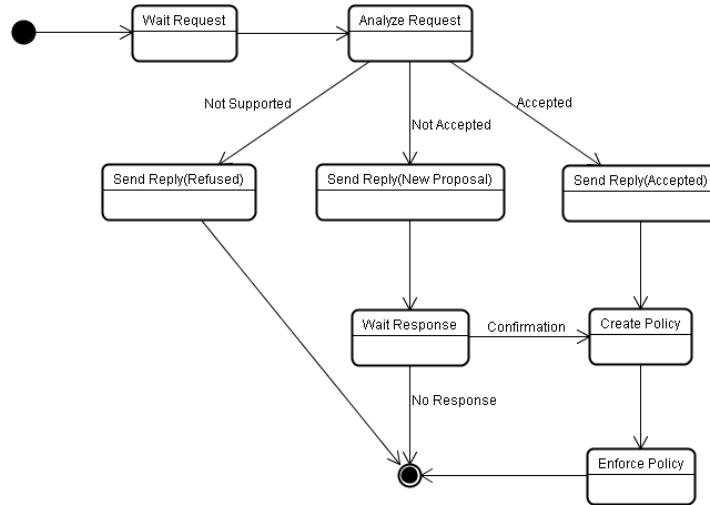 Wait Request
Analyze Request
Not Supported
Accepted
Not Accepted
Send Reply(Refused)
Send Reply(New Proposal)
Send Reply(Accepted)
Wait Response
Confirmation
Create Policy
No Response
Enforce Policy